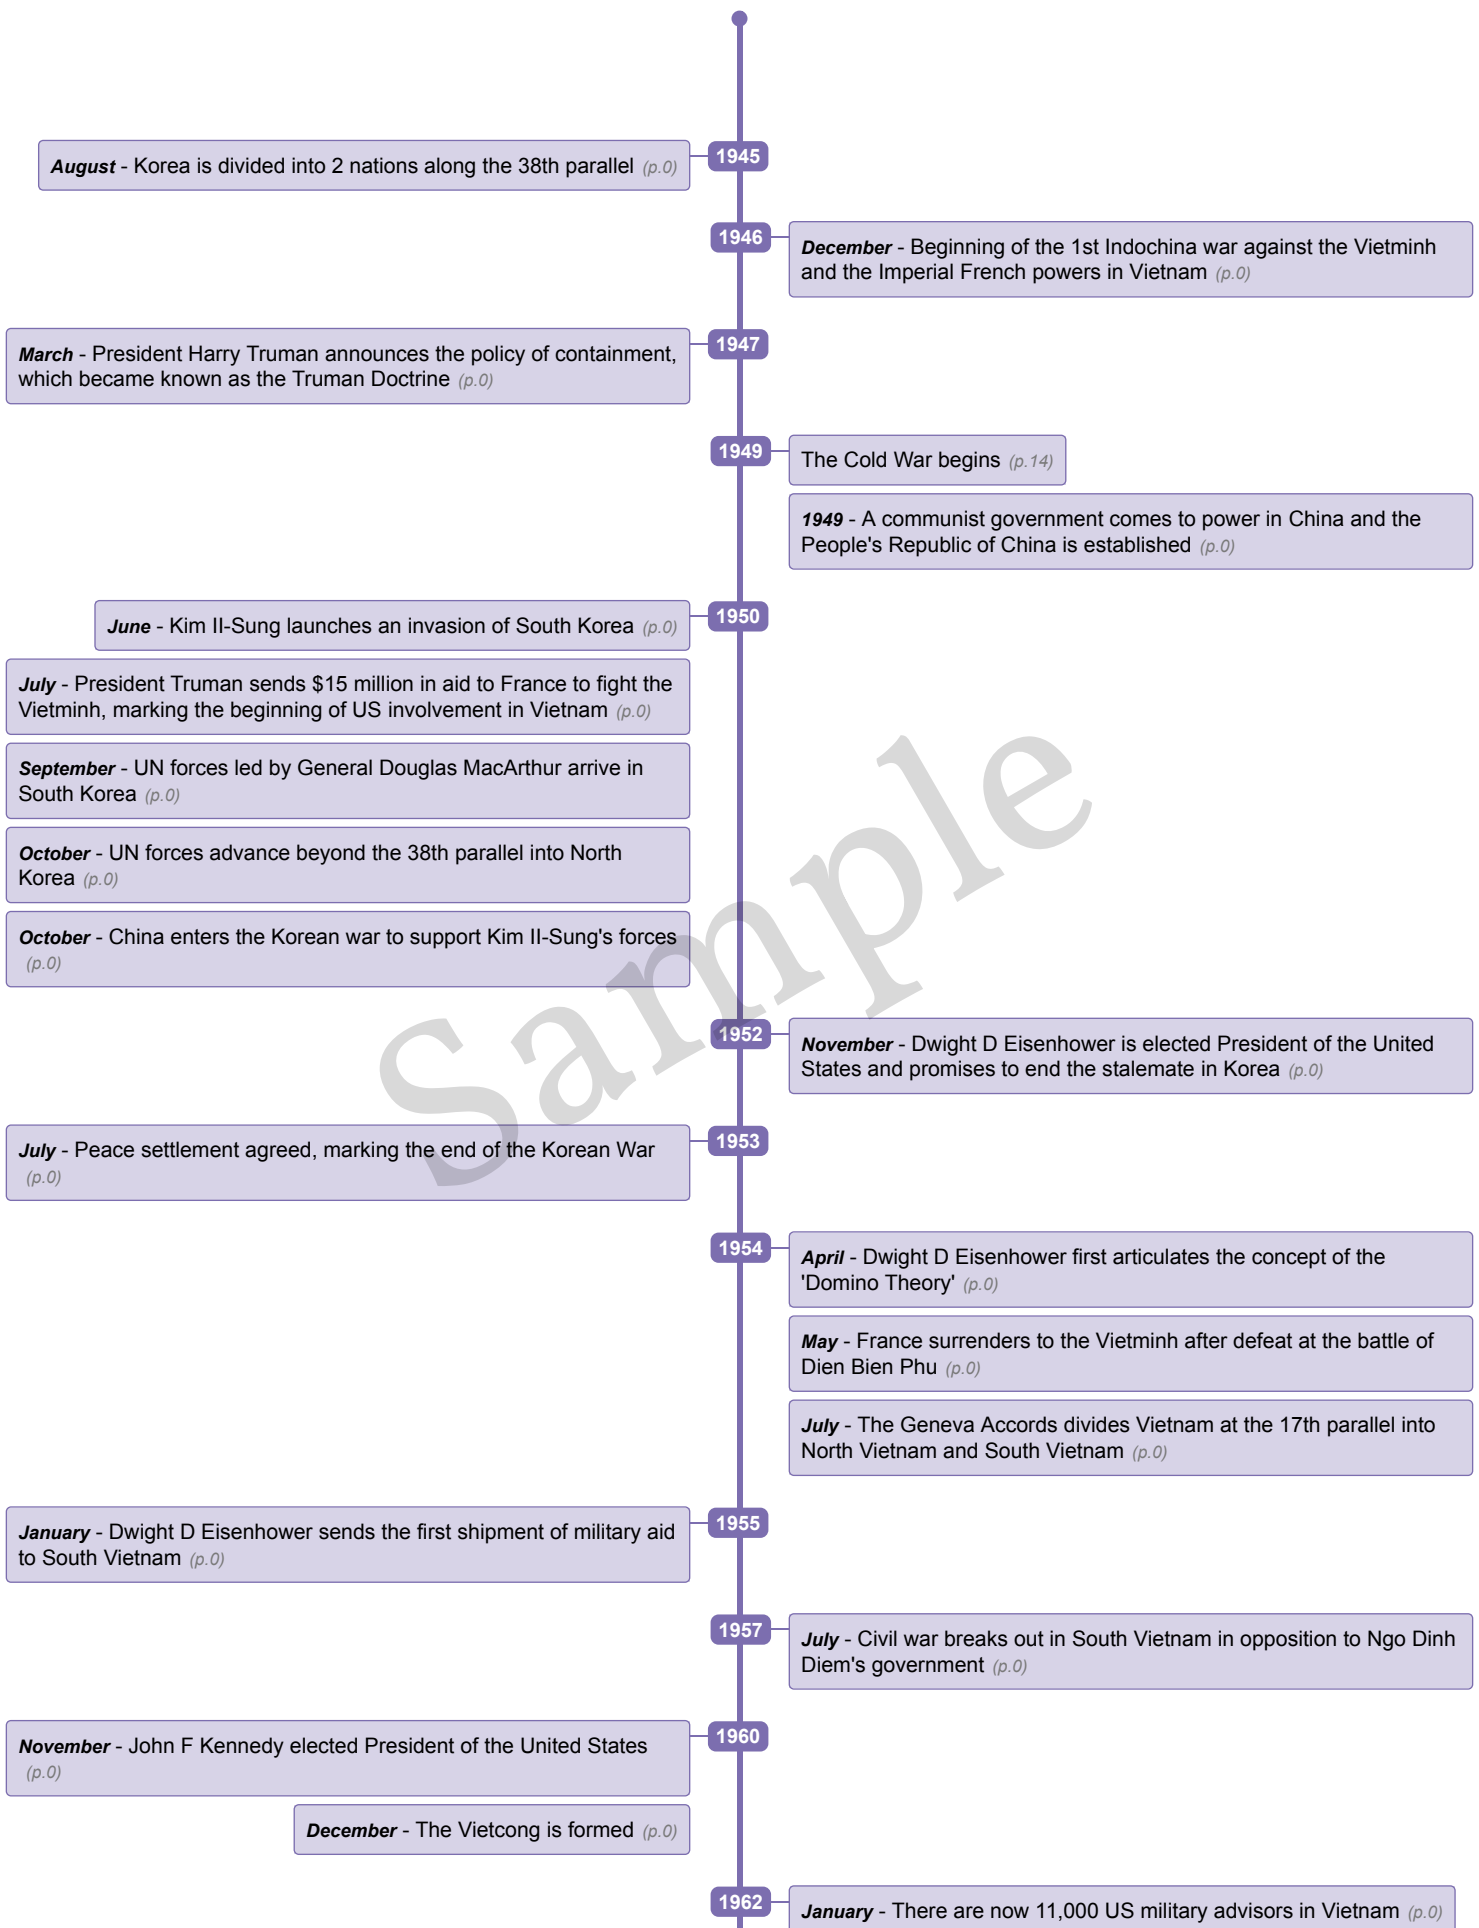 1945
August - Korea is divided into 2 nations along the 38th parallel (p.0)
1946
December - Beginning of the 1st Indochina war against the Vietminh
and the Imperial French powers in Vietnam (p.0)
1947
March - President Harry Truman announces the policy of containment,
which became known as the Truman Doctrine (p.0)
1949
The Cold War begins (p.14)
1949 - A communist government comes to power in China and the
People's Republic of China is established (p.0)
1950
June - Kim II-Sung launches an invasion of South Korea (p.0)
July - President Truman sends $15 million in aid to France to fight the
Vietminh, marking the beginning of US involvement in Vietnam (p.0)
September - UN forces led by General Douglas MacArthur arrive in
South Korea (p.0)
October - UN forces advance beyond the 38th parallel into North
Korea (p.0)
October - China enters the Korean war to support Kim II-Sung's forces
(p.0)
Sample
1952
November - Dwight D Eisenhower is elected President of the United
States and promises to end the stalemate in Korea (p.0)
1953
July - Peace settlement agreed, marking the end of the Korean War
(p.0)
1954
April - Dwight D Eisenhower first articulates the concept of the
'Domino Theory' (p.0)
May - France surrenders to the Vietminh after defeat at the battle of
Dien Bien Phu (p.0)
July - The Geneva Accords divides Vietnam at the 17th parallel into
North Vietnam and South Vietnam (p.0)
1955
January - Dwight D Eisenhower sends the first shipment of military aid
to South Vietnam (p.0)
1957
July - Civil war breaks out in South Vietnam in opposition to Ngo Dinh
Diem's government (p.0)
1960
November - John F Kennedy elected President of the United States
(p.0)
December - The Vietcong is formed (p.0)
1962
January - There are now 11,000 US military advisors in Vietnam (p.0)